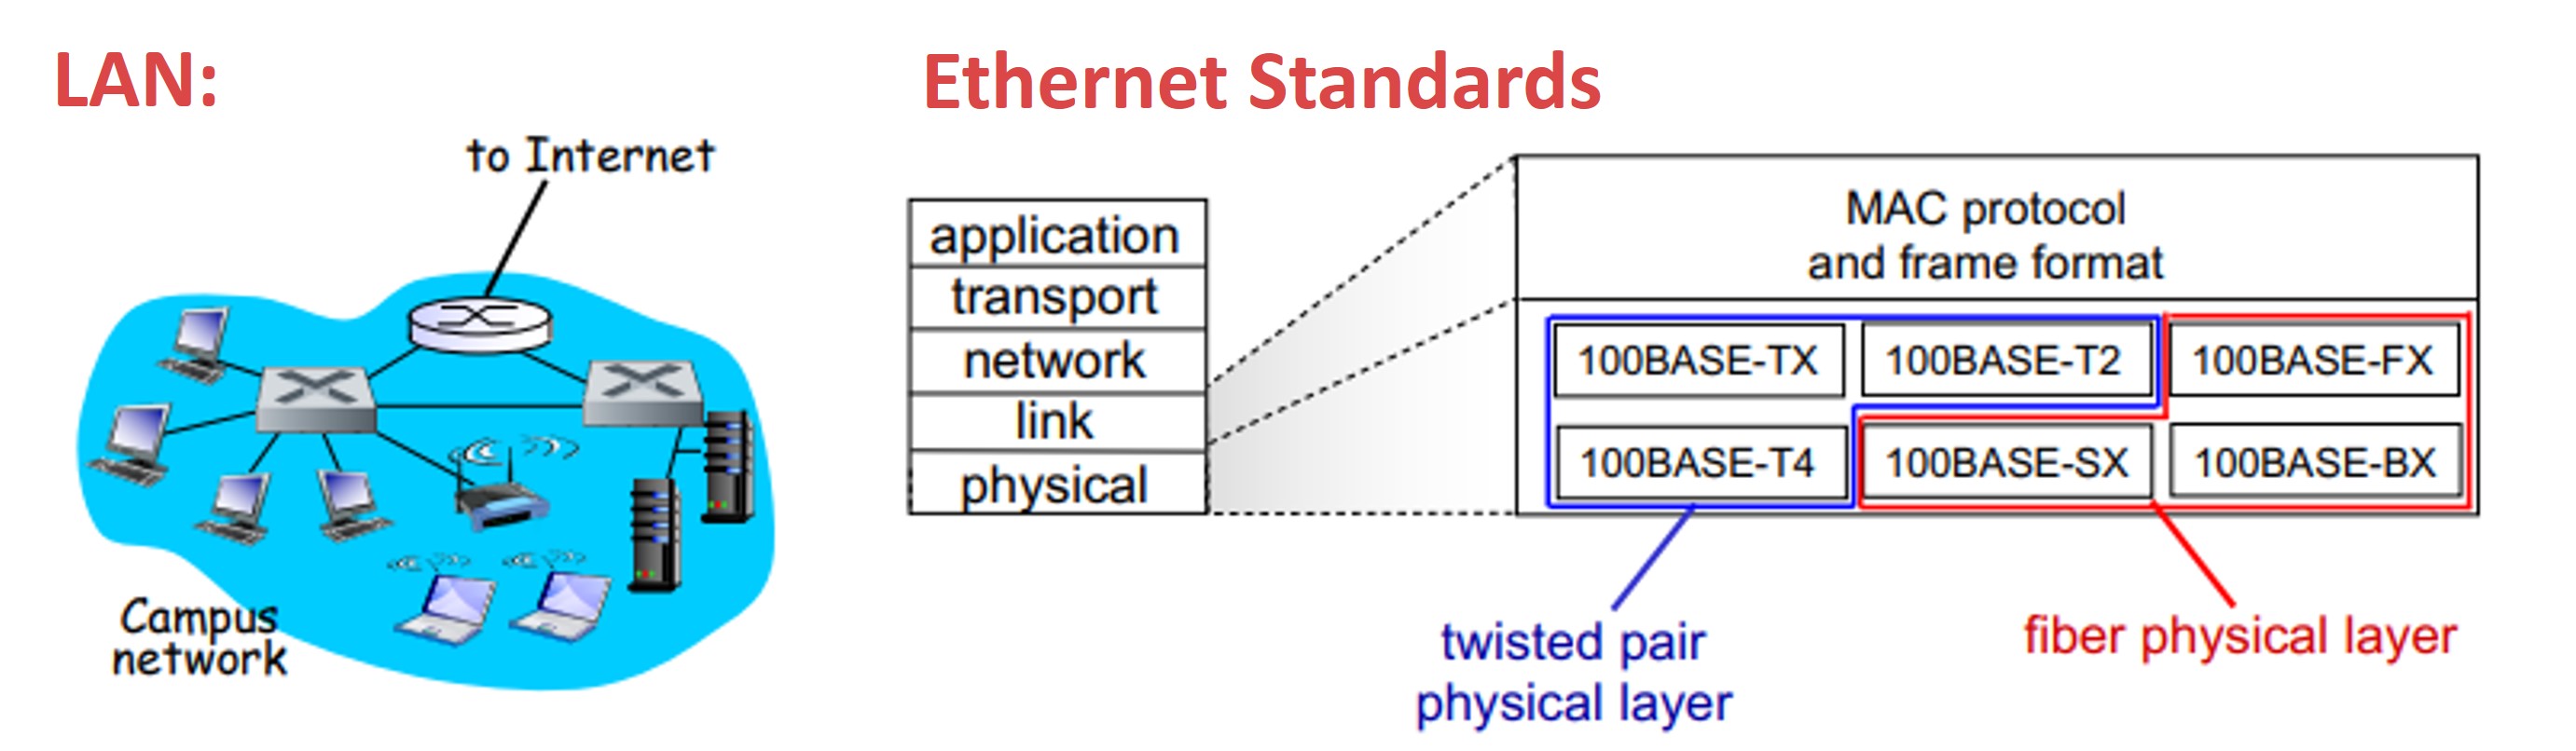 LAN:
to Internet
Campus
network
Ethernet Standards
application
transport
network
link
physical
MAC protocol
and frame format
100BASE-TX
100BASE-T2
100BASE-FX
100BASE-T4
100BASE-SX
100BASE-BX
twisted pair
physical layer
fiber physical layer